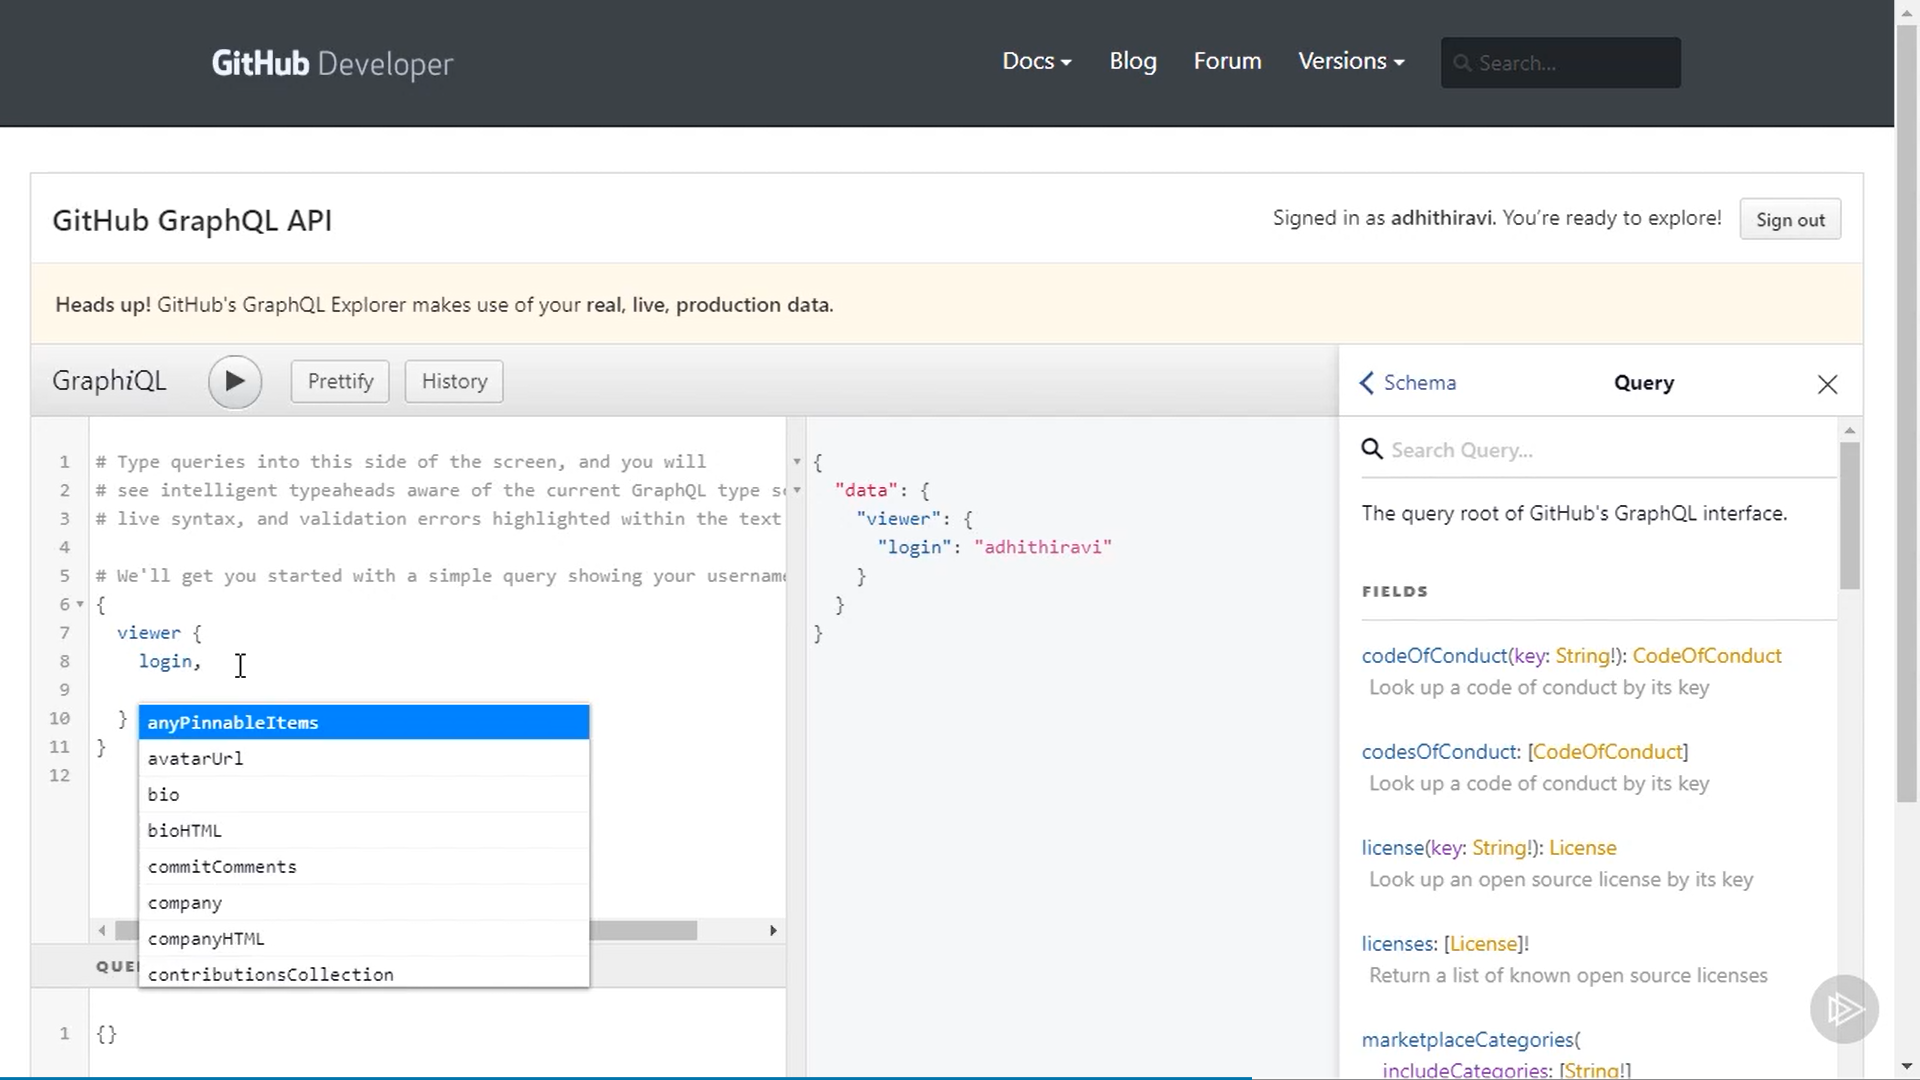 GitHub Developer
Docs Blog Forum Versions Search...
GitHub GraphQL API
Signed in as adhithiravi. You're ready to explore! Sign out
Heads up! GitHub's GraphQL Explorer makes use of your real, live, production data.
GraphiQL Prettify History
1 # Type queries into this side of the screen, and you will
2 # see intelligent typeaheads aware of the current GraphQL type
3 # live syntax, and validation errors highlighted within the text
4
5 # We'll get you started with a simple query showing your username
6 {
7 viewer {
8 login,
9
10 }
11 }
12
anyPinnableItems
avatarUrl
bio
bioHTML
commitComments
company
companyHTML
contributionsCollection
QUE
1 {}
{
"data": {
"viewer": {
"login": "adhithiravi"
}
}
}
Schema Query
Search Query...
The query root of GitHub's GraphQL interface.
FIELDS
codeOfConduct(key: String!): CodeOfConduct
Look up a code of conduct by its key
codesOfConduct: [CodeOfConduct]
Look up a code of conduct by its key
license(key: String!): License
Look up an open source license by its key
licenses: [License]!
Return a list of known open source licenses
marketplaceCategories(
includeCategories: [String!]